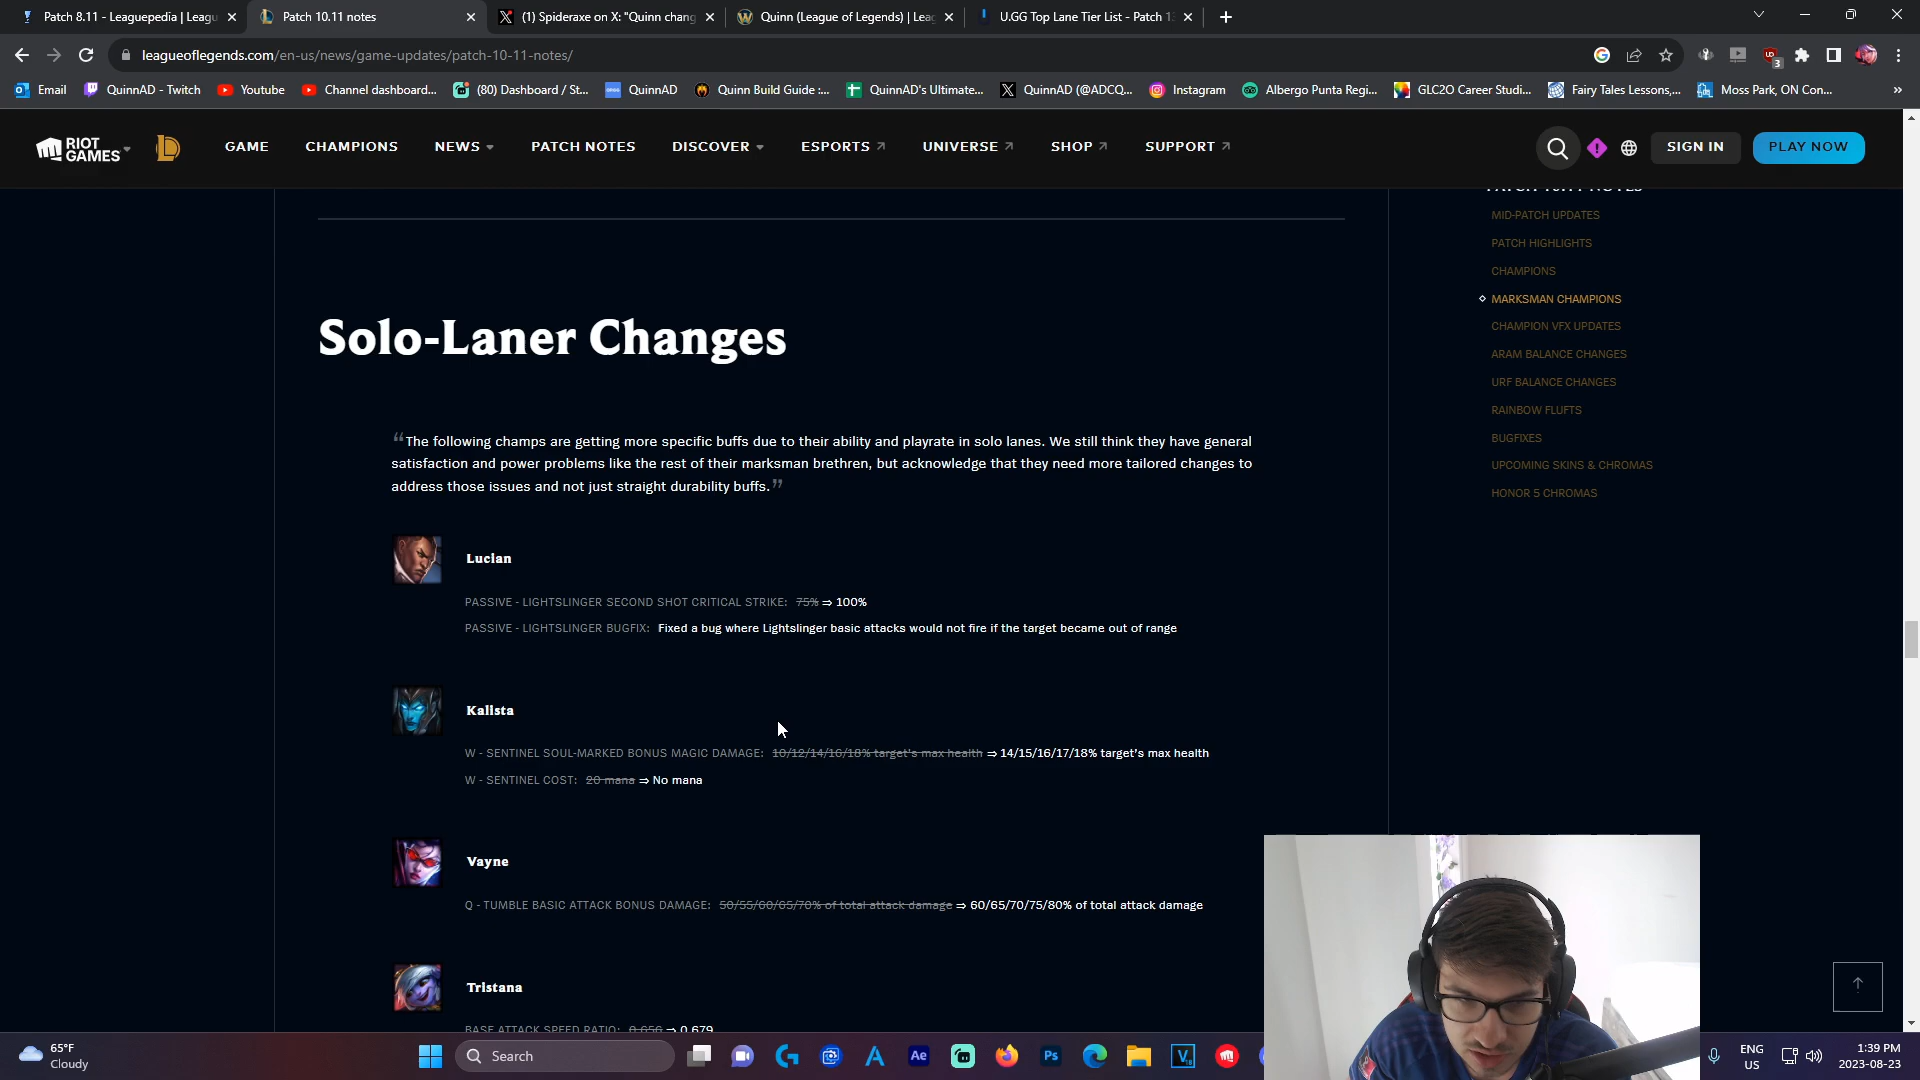 Patch 8.11 - Leaguepedia | Leagu
Patch 10.11 notes
(1) Spideraxe on X: "Quinn chang
Quinn (League of Legends) | Leag
U.GG Top Lane Tier List - Patch 1
leagueoflegends.com/en-us/news/game-updates/patch-10-11-notes/
Email
QuinnAD - Twitch
Youtube
Channel dashboard...
(80) Dashboard / St...
QuinnAD
Quinn Build Guide :...
QuinnAD's Ultimate...
QuinnAD (@ADCQ...
Instagram
Albergo Punta Regi...
GLC2O Career Studi...
Fairy Tales Lessons,...
Moss Park, ON Con...
RIOT GAMES
GAME
CHAMPIONS
NEWS
PATCH NOTES
DISCOVER
ESPORTS
UNIVERSE
SHOP
SUPPORT
SIGN IN
PLAY NOW
MID-PATCH UPDATES
PATCH HIGHLIGHTS
CHAMPIONS
MARKSMAN CHAMPIONS
CHAMPION VFX UPDATES
ARAM BALANCE CHANGES
URF BALANCE CHANGES
RAINBOW FLUFTS
BUGFIXES
UPCOMING SKINS & CHROMAS
HONOR 5 CHROMAS
Solo-Laner Changes
“The following champs are getting more specific buffs due to their ability and playrate in solo lanes. We still think they have general
satisfaction and power problems like the rest of their marksman brethren, but acknowledge that they need more tailored changes to
address those issues and not just straight durability buffs.”
Lucian
PASSIVE - LIGHTSLINGER SECOND SHOT CRITICAL STRIKE: 75% ⇒ 100%
PASSIVE - LIGHTSLINGER BUGFIX: Fixed a bug where Lightslinger basic attacks would not fire if the target became out of range
Kalista
W - SENTINEL SOUL-MARKED BONUS MAGIC DAMAGE: 10/12/14/16/18% target's max health ⇒ 14/15/16/17/18% target's max health
W - SENTINEL COST: 20 mana ⇒ No mana
Vayne
Q - TUMBLE BASIC ATTACK BONUS DAMAGE: 50/55/60/65/70% of total attack damage ⇒ 60/65/70/75/80% of total attack damage
Tristana
BASE ATTACK SPEED RATIO: 0.656 ⇒ 0.679
65°F
Cloudy
Search
ENG
US
1:39 PM
2023-08-23